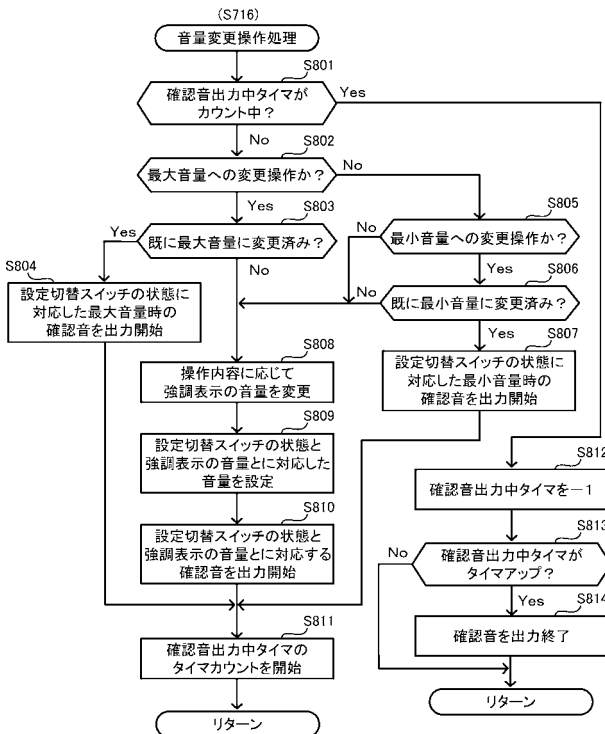 (S716)
音量変更操作処理
S801
確認音出力中タイマが
カウント中？
Yes
No
S802
最大音量への変更操作か？
No
Yes
S803
既に最大音量に変更済み？
Yes
No
S804
設定切替スイッチの状態に
対応した最大音量時の
確認音を出力開始
S805
最小音量への変更操作か？
No
Yes
S806
既に最小音量に変更済み？
No
Yes
S807
設定切替スイッチの状態に
対応した最小音量時の
確認音を出力開始
S808
操作内容に応じて
強調表示の音量を変更
S809
設定切替スイッチの状態と
強調表示の音量とに対応した
音量を設定
S810
設定切替スイッチの状態と
強調表示の音量とに対応する
確認音を出力開始
S811
確認音出力中タイマの
タイマカウントを開始
リターン
S812
確認音出力中タイマを－1
S813
確認音出力中タイマが
タイマアップ？
No
Yes
S814
確認音を出力終了
リターン